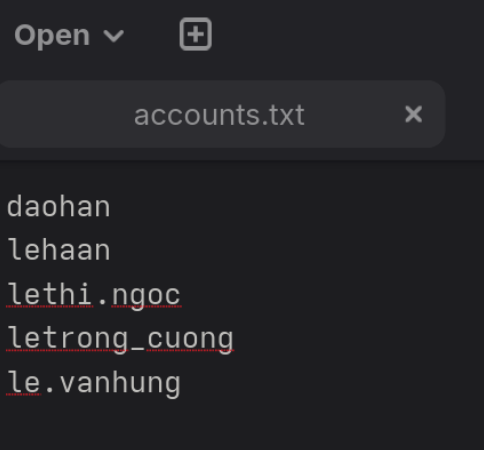 Open
accounts.txt
daohan
lehaan
lethi.ngoc
letrong_cuong
le.vanhung